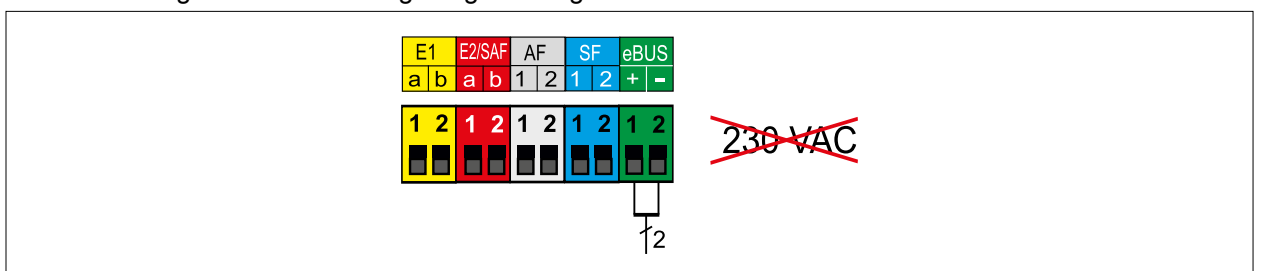 E1 E2/SAF AF SF eBUS
a b a b 1 2 1 2 + -
1 2 1 2 1 2 1 2 1 2
230 VAC
2